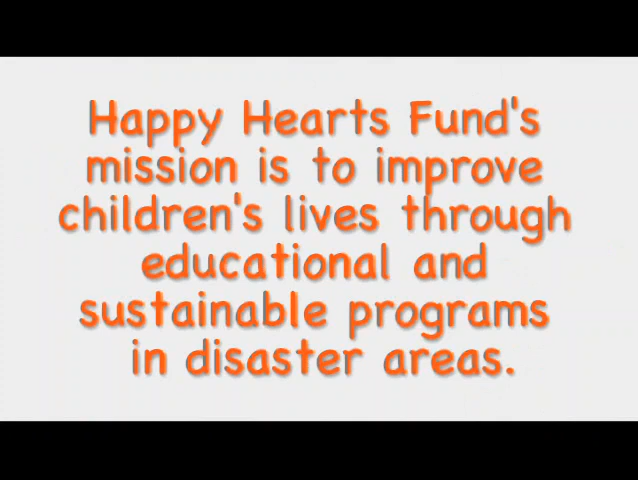 Happy Hearts Fund's
mission is to improve
children's lives through
educational and
sustainable programs
in disaster areas.